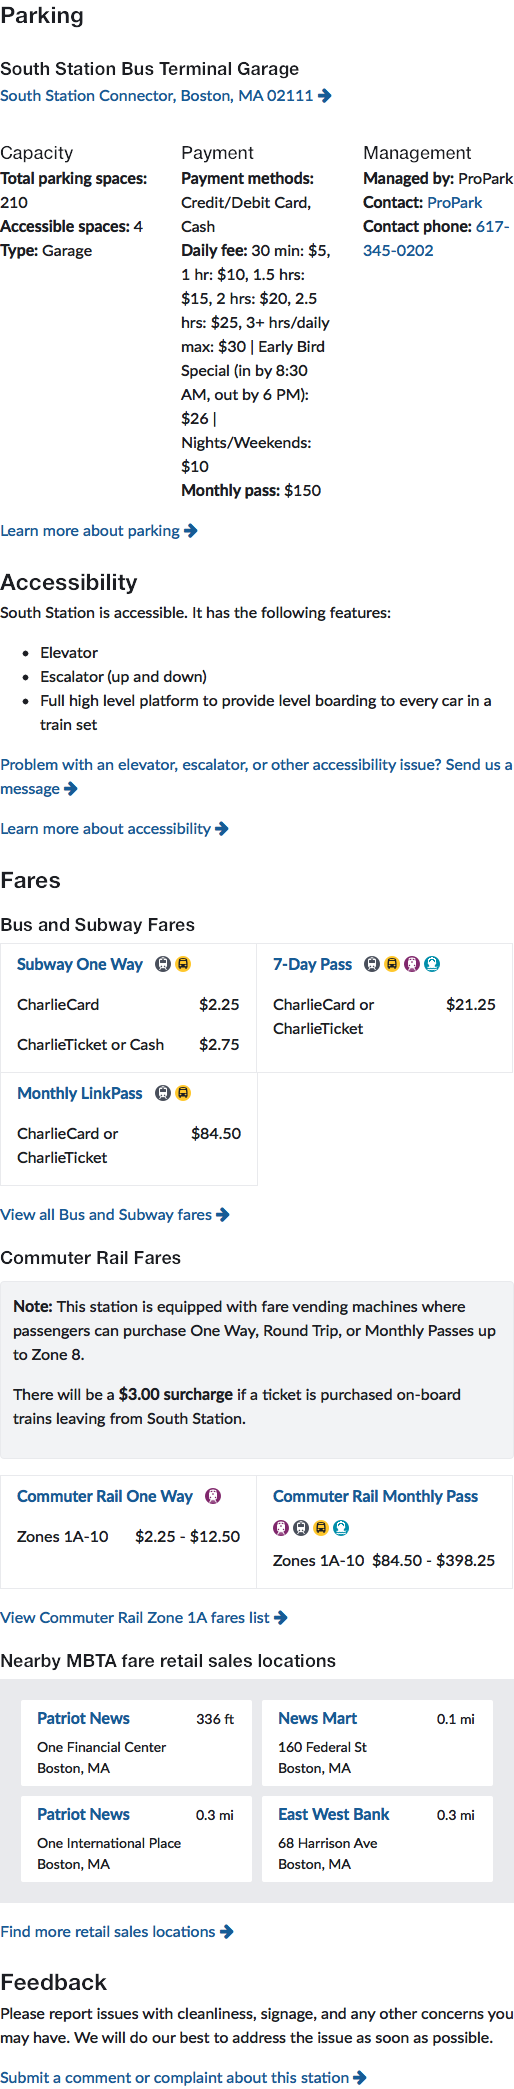 Parking
South Station Bus Terminal Garage
South Station Connector, Boston, MA 02111
Capacity
Total parking spaces:
210
Accessible spaces: 4
Type: Garage
Payment
Payment methods:
Credit/Debit Card,
Cash
Daily fee: 30 min: $5,
1 hr: $10, 1.5 hrs:
$15, 2 hrs: $20, 2.5
hrs: $25, 3+ hrs/daily
max: $30 | Early Bird
Special (in by 8:30
AM, out by 6 PM):
$26 |
Nights/Weekends:
$10
Monthly pass: $150
Management
Managed by: ProPark
Contact: ProPark
Contact phone: 617-
345-0202
Learn more about parking
Accessibility
South Station is accessible. It has the following features:
• Elevator
• Escalator (up and down)
• Full high level platform to provide level boarding to every car in a
train set
Problem with an elevator, escalator, or other accessibility issue? Send us a
message
Learn more about accessibility
Fares
Bus and Subway Fares
Subway One Way
CharlieCard $2.25
CharlieTicket or Cash $2.75
7-Day Pass
CharlieCard or $21.25
CharlieTicket
Monthly LinkPass
CharlieCard or $84.50
CharlieTicket
View all Bus and Subway fares
Commuter Rail Fares
Note: This station is equipped with fare vending machines where
passengers can purchase One Way, Round Trip, or Monthly Passes up
to Zone 8.
There will be a $3.00 surcharge if a ticket is purchased on-board
trains leaving from South Station.
Commuter Rail One Way
Zones 1A-10 $2.25 - $12.50
Commuter Rail Monthly Pass
Zones 1A-10 $84.50 - $398.25
View Commuter Rail Zone 1A fares list
Nearby MBTA fare retail sales locations
Patriot News 336 ft
One Financial Center
Boston, MA
News Mart 0.1 mi
160 Federal St
Boston, MA
Patriot News 0.3 mi
One International Place
Boston, MA
East West Bank 0.3 mi
68 Harrison Ave
Boston, MA
Find more retail sales locations
Feedback
Please report issues with cleanliness, signage, and any other concerns you
may have. We will do our best to address the issue as soon as possible.
Submit a comment or complaint about this station